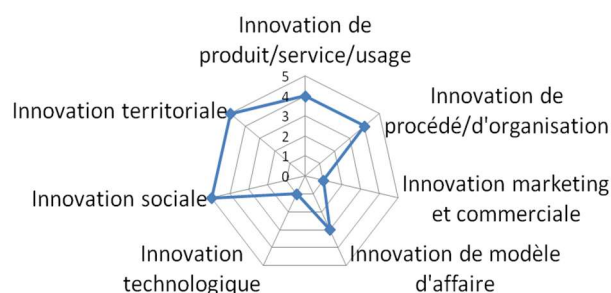 Innovation de
produit/service/usage
5
4
3
2
1
0
Innovation de
procédé/d'organisation
Innovation marketing
et commerciale
Innovation de modèle
d'affaire
Innovation
technologique
Innovation sociale
Innovation territoriale